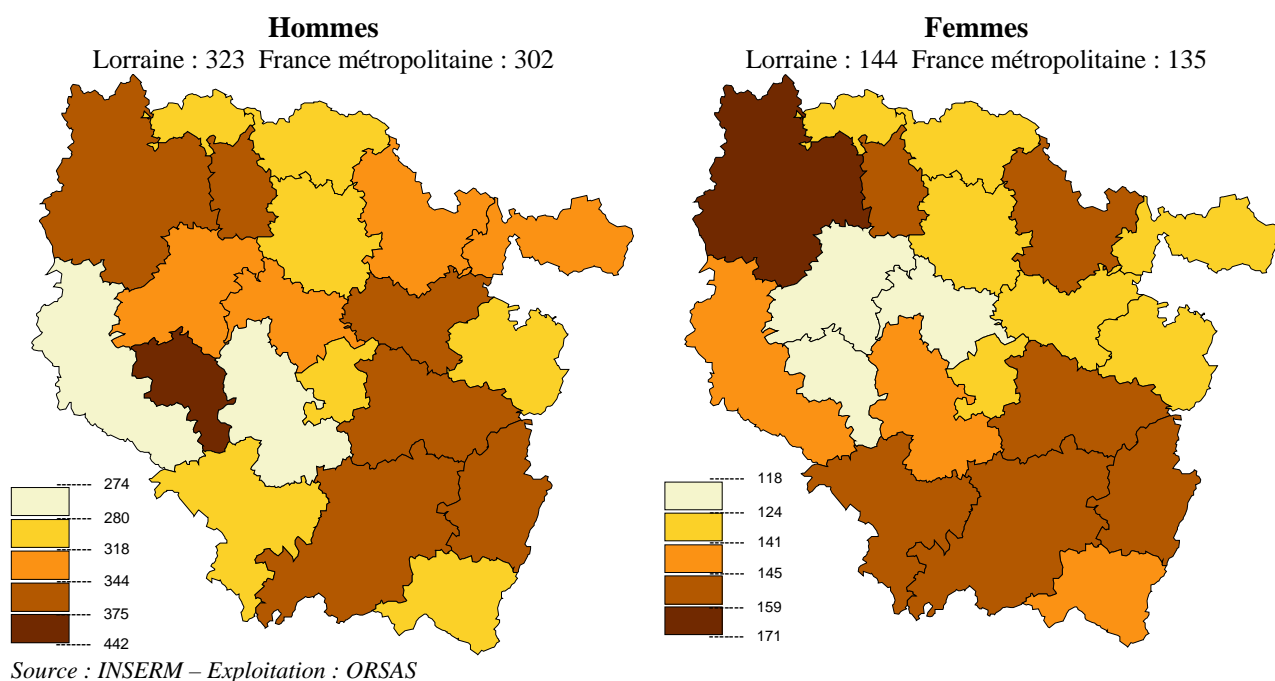 Hommes
Lorraine : 323 France métropolitaine : 302
Femmes
Lorraine : 144 France métropolitaine : 135
274
280
318
344
375
442
118
124
141
145
159
171
Source : INSERM – Exploitation : ORSAS